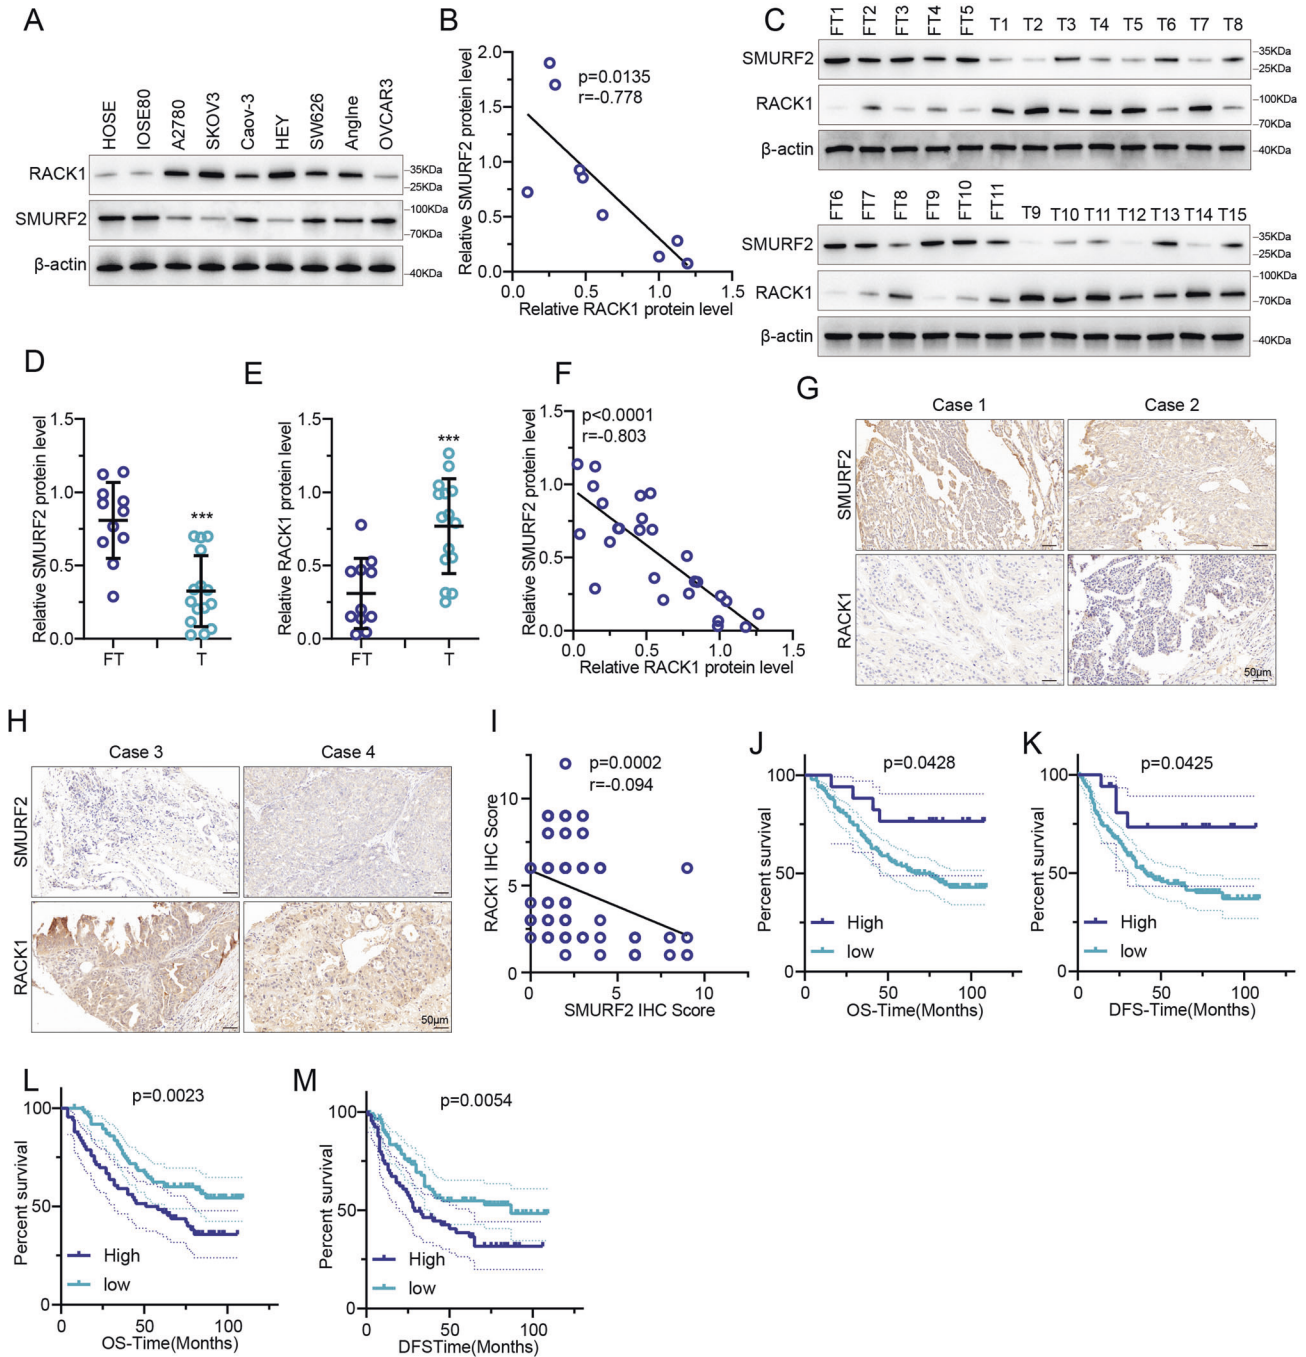 A
HOSE
IOSE80
A2780
SKOV3
Caov-3
HEY
SW626
Anglne
OVCAR3
RACK1
–35KDa
–25KDa
SMURF2
–100KDa
–70KDa
β-actin
–40KDa
B
Relative SMURF2 protein level
2.0
1.5
1.0
0.5
0.0
p=0.0135
r=-0.778
0.0 0.5 1.0 1.5
Relative RACK1 protein level
C
FT1 FT2 FT3 FT4 FT5 T1 T2 T3 T4 T5 T6 T7 T8
SMURF2
–35KDa
–25KDa
RACK1
–100KDa
–70KDa
β-actin
–40KDa
FT6 FT7 FT8 FT9 FT10 FT11 T9 T10 T11 T12 T13 T14 T15
SMURF2
–35KDa
–25KDa
RACK1
–100KDa
–70KDa
β-actin
–40KDa
D
Relative SMURF2 protein level
1.5
1.0
0.5
0.0
***
FT T
E
Relative RACK1 protein level
1.5
1.0
0.5
0.0
***
FT T
F
Relative SMURF2 protein level
1.5
1.0
0.5
0.0
p<0.0001
r=-0.803
0.0 0.5 1.0 1.5
Relative RACK1 protein level
G
Case 1 Case 2
SMURF2
RACK1
50μm
H
Case 3 Case 4
SMURF2
RACK1
50μm
I
RACK1 IHC Score
10
5
0
p=0.0002
r=-0.094
0 5 10
SMURF2 IHC Score
J
Percent survival
100
50
0
p=0.0428
High
low
0 50 100
OS-Time(Months)
K
Percent survival
100
50
0
p=0.0425
High
low
0 50 100
DFS-Time(Months)
L
Percent survival
100
50
0
p=0.0023
High
low
0 50 100
OS-Time(Months)
M
Percent survival
100
50
0
p=0.0054
High
low
0 50 100
DFSTime(Months)